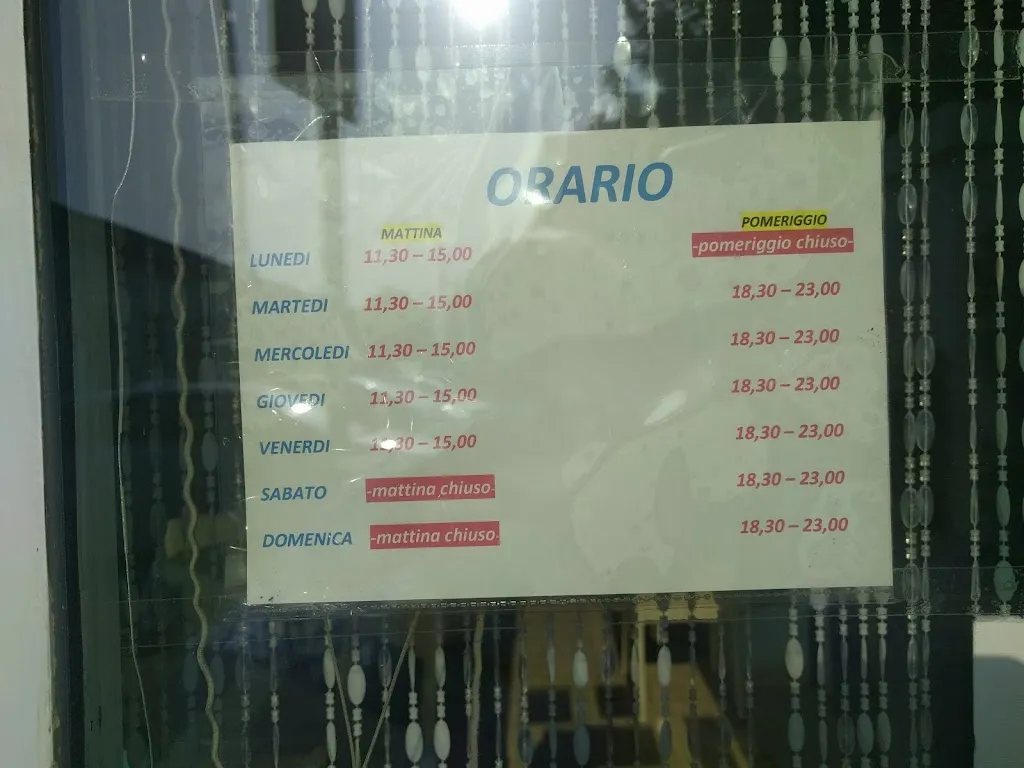 ORARIO
MATTINA POMERIGGIO
LUNEDI 11,30 – 15,00 -pomeriggio chiuso-
MARTEDI 11,30 – 15,00 18,30 – 23,00
MERCOLEDI 11,30 – 15,00 18,30 – 23,00
GIOVEDI 11,30 – 15,00 18,30 – 23,00
VENERDI 11,30 – 15,00 18,30 – 23,00
SABATO -mattina chiuso- 18,30 – 23,00
DOMENiCA -mattina chiuso- 18,30 – 23,00